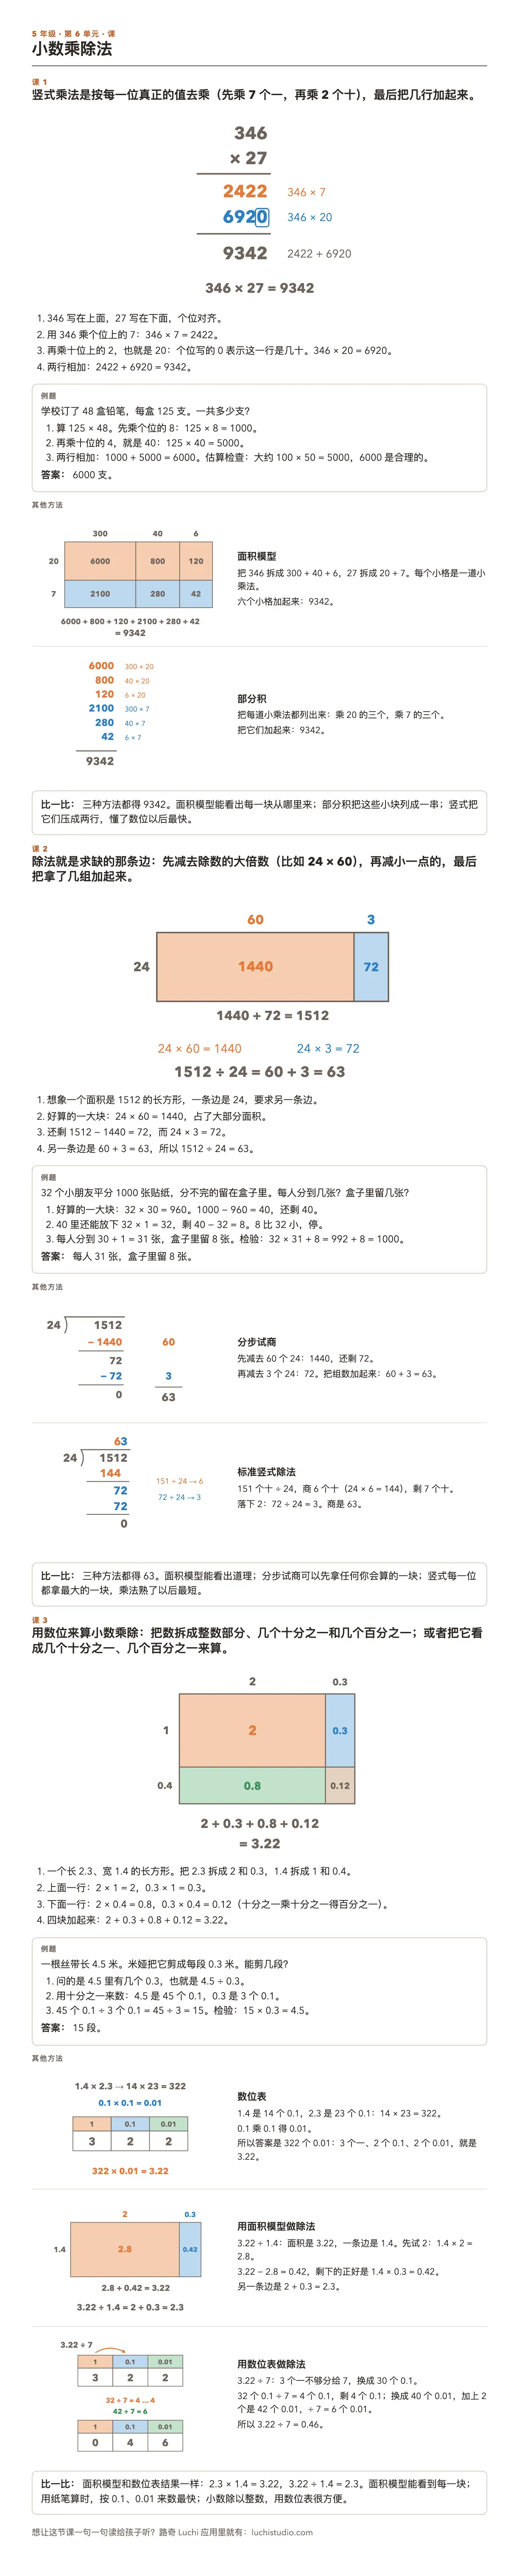 5 年级 · 第 6 单元 · 课
小数乘除法
课 1
竖式乘法是按每一位真正的值去乘（先乘 7 个一，再乘 2 个十），最后把几行加起来。
346
× 27
2422 346 × 7
6920 346 × 20
9342 2422 + 6920
346 × 27 = 9342
1. 346 写在上面，27 写在下面，个位对齐。
2. 用 346 乘个位上的 7：346 × 7 = 2422。
3. 再乘十位上的 2，也就是 20：个位写的 0 表示这一行是几十。346 × 20 = 6920。
4. 两行相加：2422 + 6920 = 9342。
例题
学校订了 48 盒铅笔，每盒 125 支。一共多少支？
1. 算 125 × 48。先乘个位的 8：125 × 8 = 1000。
2. 再乘十位的 4，就是 40：125 × 40 = 5000。
3. 两行相加：1000 + 5000 = 6000。估算检查：大约 100 × 50 = 5000，6000 是合理的。
答案： 6000 支。
其他方法
300 40 6
20 6000 800 120
7 2100 280 42
6000 + 800 + 120 + 2100 + 280 + 42
= 9342
面积模型
把 346 拆成 300 + 40 + 6，27 拆成 20 + 7。每个小格是一道小
乘法。
六个小格加起来：9342。
6000 300 × 20
800 40 × 20
120 6 × 20
2100 300 × 7
280 40 × 7
42 6 × 7
9342
部分积
把每道小乘法都列出来：乘 20 的三个，乘 7 的三个。
把它们加起来：9342。
比一比： 三种方法都得 9342。面积模型能看出每一块从哪里来；部分积把这些小块列成一串；竖式把
它们压成两行，懂了数位以后最快。
课 2
除法就是求缺的那条边：先减去除数的大倍数（比如 24 × 60），再减小一点的，最后
把拿了几组加起来。
60 3
24 1440 72
1440 + 72 = 1512
24 × 60 = 1440 24 × 3 = 72
1512 ÷ 24 = 60 + 3 = 63
1. 想象一个面积是 1512 的长方形，一条边是 24，要求另一条边。
2. 好算的一大块：24 × 60 = 1440，占了大部分面积。
3. 还剩 1512 − 1440 = 72，而 24 × 3 = 72。
4. 另一条边是 60 + 3 = 63，所以 1512 ÷ 24 = 63。
例题
32 个小朋友平分 1000 张贴纸，分不完的留在盒子里。每人分到几张？盒子里留几张？
1. 好算的一大块：32 × 30 = 960。1000 − 960 = 40，还剩 40。
2. 40 里还能放下 32 × 1 = 32，剩 40 − 32 = 8。8 比 32 小，停。
3. 每人分到 30 + 1 = 31 张，盒子里留 8 张。检验：32 × 31 + 8 = 992 + 8 = 1000。
答案： 每人 31 张，盒子里留 8 张。
其他方法
24 1512
− 1440 60
72
− 72 3
0 63
分步试商
先减去 60 个 24：1440，还剩 72。
再减去 3 个 24：72。把组数加起来：60 + 3 = 63。
63
24 1512
144 151 ÷ 24 → 6
72 72 ÷ 24 → 3
72
0
标准竖式除法
151 个十 ÷ 24，商 6 个十（24 × 6 = 144），剩 7 个十。
落下 2：72 ÷ 24 = 3。商是 63。
比一比： 三种方法都得 63。面积模型能看出道理；分步试商可以先拿任何你会算的一块；竖式每一位
都拿最大的一块，乘法熟了以后最短。
课 3
用数位来算小数乘除：把数拆成整数部分、几个十分之一和几个百分之一；或者把它看
成几个十分之一、几个百分之一来算。
2 0.3
1 2 0.3
0.4 0.8 0.12
2 + 0.3 + 0.8 + 0.12
= 3.22
1. 一个长 2.3、宽 1.4 的长方形。把 2.3 拆成 2 和 0.3，1.4 拆成 1 和 0.4。
2. 上面一行：2 × 1 = 2，0.3 × 1 = 0.3。
3. 下面一行：2 × 0.4 = 0.8，0.3 × 0.4 = 0.12（十分之一乘十分之一得百分之一）。
4. 四块加起来：2 + 0.3 + 0.8 + 0.12 = 3.22。
例题
一根丝带长 4.5 米。米娅把它剪成每段 0.3 米。能剪几段？
1. 问的是 4.5 里有几个 0.3，也就是 4.5 ÷ 0.3。
2. 用十分之一来数：4.5 是 45 个 0.1，0.3 是 3 个 0.1。
3. 45 个 0.1 ÷ 3 个 0.1 = 45 ÷ 3 = 15。检验：15 × 0.3 = 4.5。
答案： 15 段。
其他方法
1.4 × 2.3 → 14 × 23 = 322
0.1 × 0.1 = 0.01
1 0.1 0.01
3 2 2
322 × 0.01 = 3.22
数位表
1.4 是 14 个 0.1，2.3 是 23 个 0.1：14 × 23 = 322。
0.1 乘 0.1 得 0.01。
所以答案是 322 个 0.01：3 个一、2 个 0.1、2 个 0.01，就是
3.22。
2 0.3
1.4 2.8 0.42
2.8 + 0.42 = 3.22
3.22 ÷ 1.4 = 2 + 0.3 = 2.3
用面积模型做除法
3.22 ÷ 1.4：面积是 3.22，一条边是 1.4。先试 2：1.4 × 2 =
2.8。
3.22 − 2.8 = 0.42，剩下的正好是 1.4 × 0.3 = 0.42。
另一条边是 2 + 0.3 = 2.3。
3.22 ÷ 7
1 0.1 0.01
3 2 2
32 ÷ 7 = 4 ... 4
42 ÷ 7 = 6
1 0.1 0.01
0 4 6
用数位表做除法
3.22 ÷ 7：3 个一不够分给 7，换成 30 个 0.1。
32 个 0.1 ÷ 7 = 4 个 0.1，剩 4 个 0.1；换成 40 个 0.01，加上 2
个是 42 个 0.01，÷ 7 = 6 个 0.01。
所以 3.22 ÷ 7 = 0.46。
比一比： 面积模型和数位表结果一样：2.3 × 1.4 = 3.22，3.22 ÷ 1.4 = 2.3。面积模型能看到每一块；
用纸笔算时，按 0.1、0.01 来数最快；小数除以整数，用数位表很方便。
想让这节课一句一句读给孩子听？路奇 Luchi 应用里就有：luchistudio.com